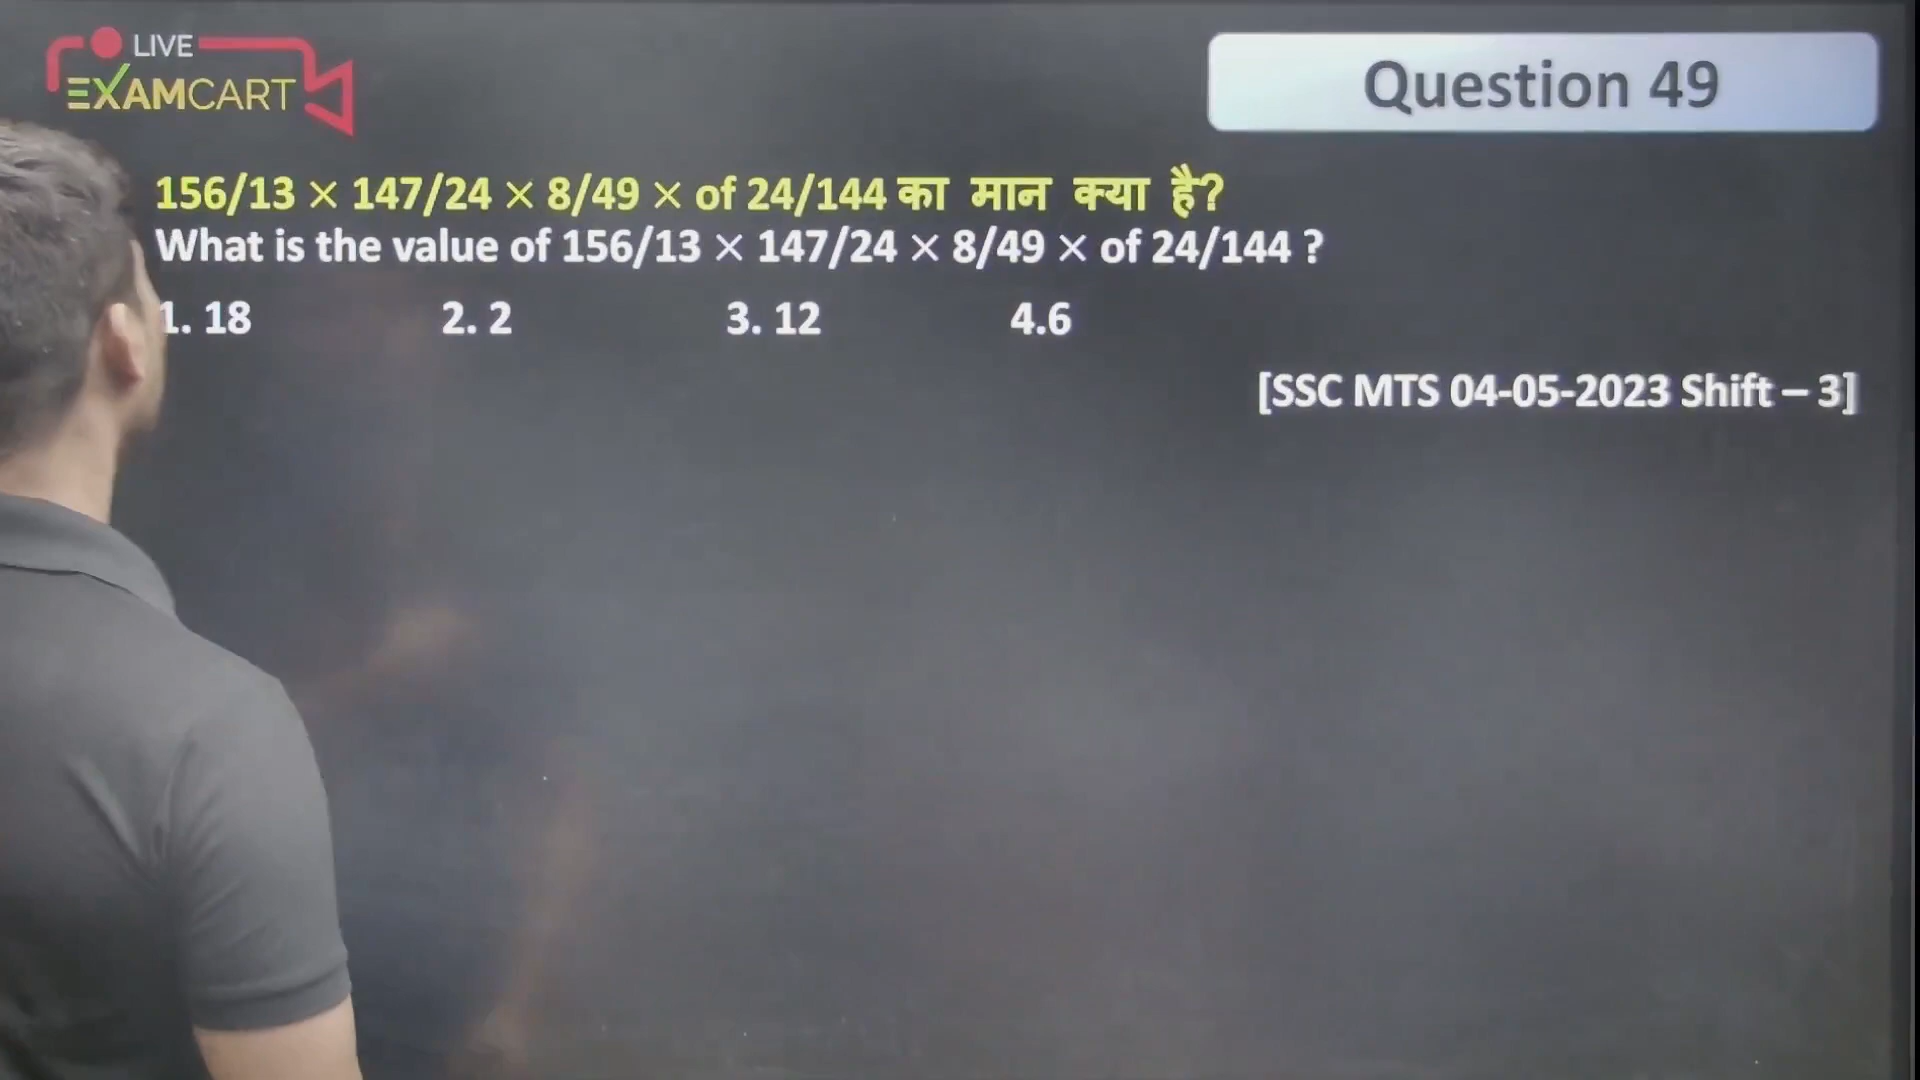 LIVE
EXAMCART
Question 49
156/13 × 147/24 × 8/49 × of 24/144 का मान क्या है?
What is the value of 156/13 × 147/24 × 8/49 × of 24/144 ?
1. 18 2. 2 3. 12 4.6
[SSC MTS 04-05-2023 Shift – 3]